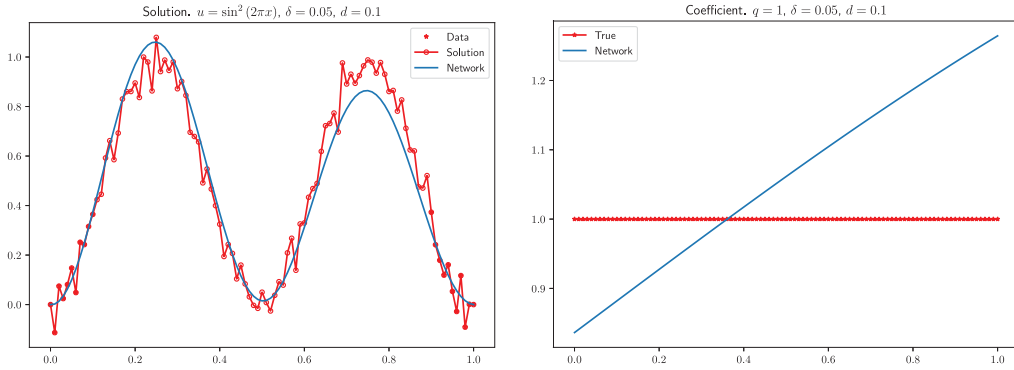 Solution. u = sin² (2πx), δ = 0.05, d = 0.1
Data
Solution
Network
1.0
0.8
0.6
0.4
0.2
0.0
0.0 0.2 0.4 0.6 0.8 1.0
Coefficient. q = 1, δ = 0.05, d = 0.1
True
Network
1.2
1.1
1.0
0.9
0.0 0.2 0.4 0.6 0.8 1.0